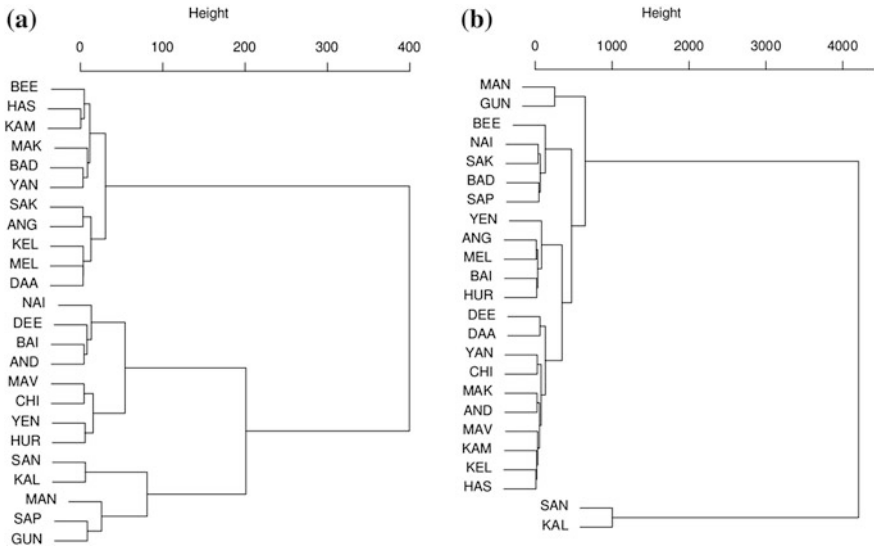 (a)
Height
0 100 200 300 400
BEE
HAS
KAM
MAK
BAD
YAN
SAK
ANG
KEL
MEL
DAA
NAI
DEE
BAI
AND
MAV
CHI
YEN
HUR
SAN
KAL
MAN
SAP
GUN
(b)
Height
0 1000 2000 3000 4000
MAN
GUN
BEE
NAI
SAK
BAD
SAP
YEN
ANG
MEL
BAI
HUR
DEE
DAA
YAN
CHI
MAK
AND
MAV
KAM
KEL
HAS
SAN
KAL